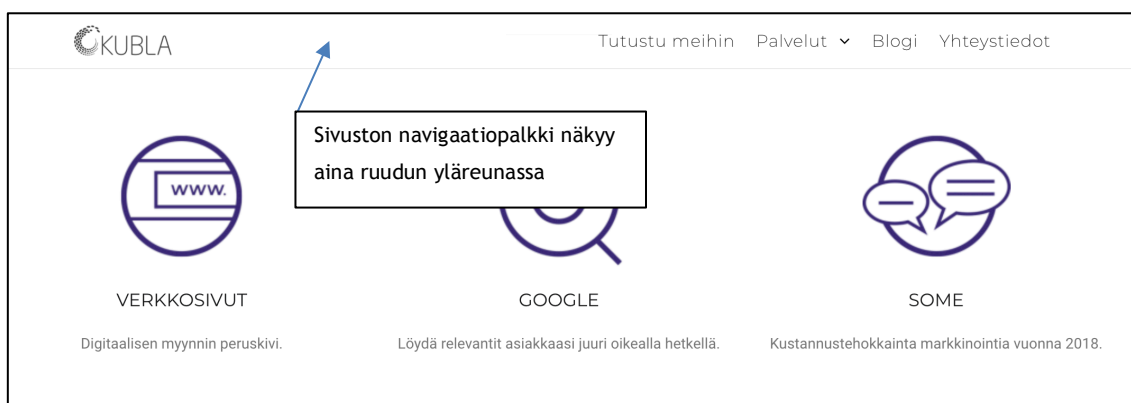 KUBLA
Tutustu meihin Palvelut Blogi Yhteystiedot
Sivuston navigaatiopalkki näkyy
aina ruudun yläreunassa
www.
VERKKOSIVUT
GOOGLE
SOME
Digitaalisen myynnin peruskivi.
Löydä relevantit asiakkaasi juuri oikealla hetkellä.
Kustannustehokkainta markkinointia vuonna 2018.